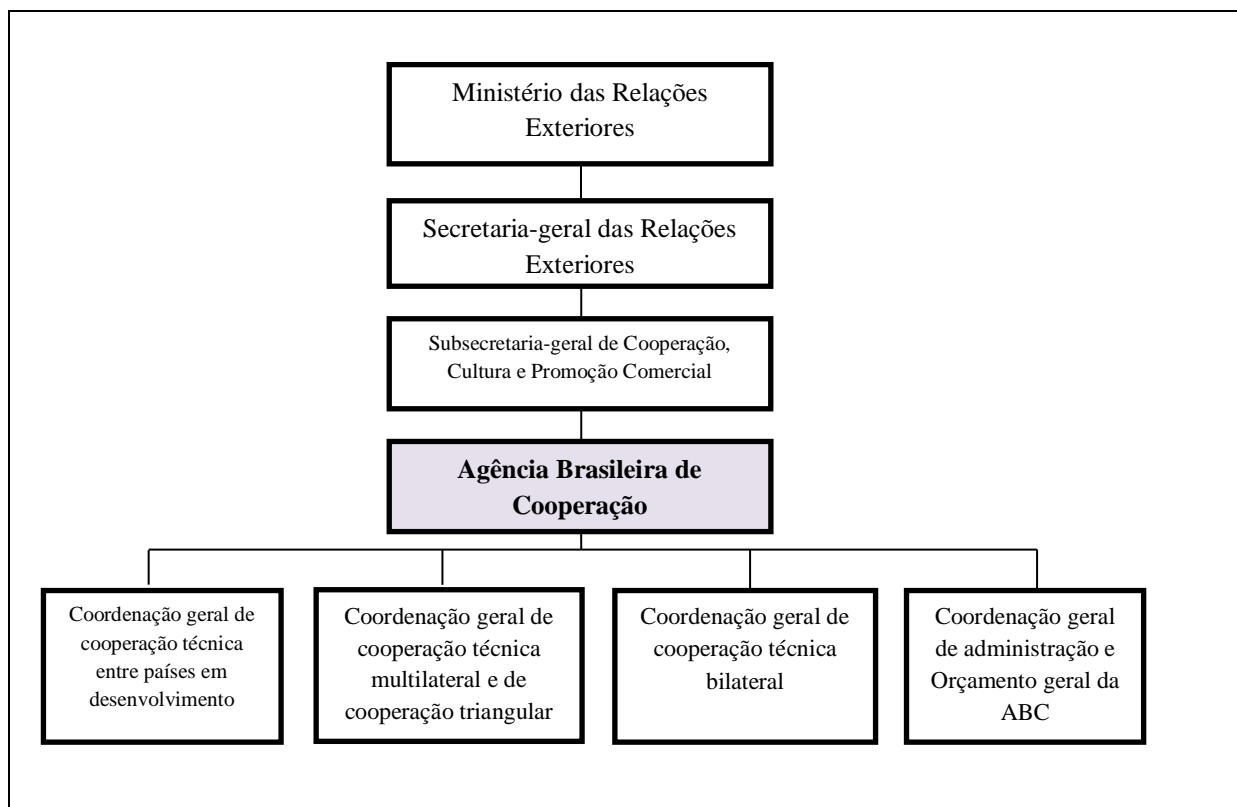 Ministério das Relações
Exteriores
Secretaria-geral das Relações
Exteriores
Subsecretaria-geral de Cooperação,
Cultura e Promoção Comercial
Agência Brasileira de
Cooperação
Coordenação geral de
cooperação técnica
entre países em
desenvolvimento
Coordenação geral de
cooperação técnica
multilateral e de
cooperação triangular
Coordenação geral de
cooperação técnica
bilateral
Coordenação geral
de administração e
Orçamento geral da
ABC